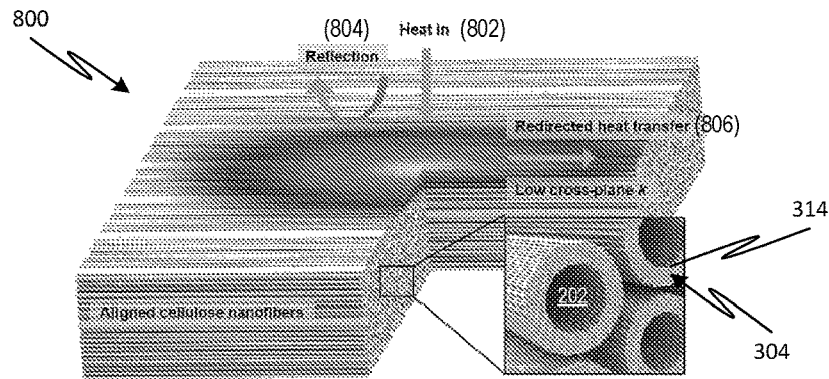 800
(804) Heat in (802)
Reflection
Redirected heat transfer (806)
Low cross-plane k
314
202
Aligned cellulose nanofibers
304